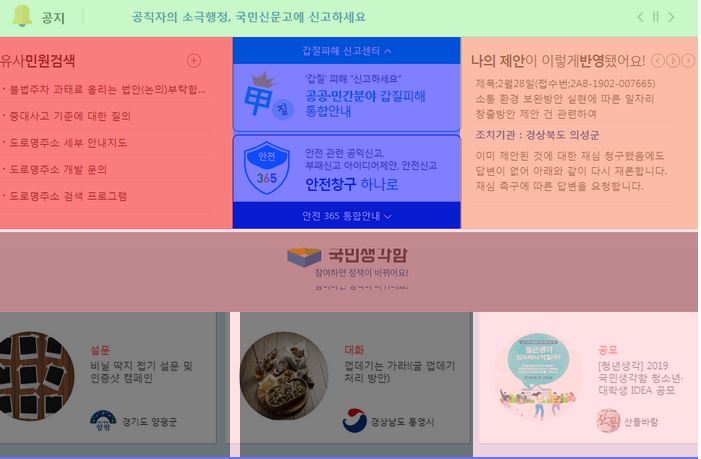 공지
공직자의 소극행정, 국민신문고에 신고하세요
유사민원검색
· 불법주차 과태료 올리는 법안(논의)부탁함...
· 중대사고 기준에 대한 질의
· 도로명주소 세부 안내지도
· 도로명주소 개발 문의
· 도로명주소 검색 프로그램
갑질피해 신고센터
甲질
'갑질' 피해 "신고하세요"
공공·민간분야 갑질피해
통합안내
안전
365
안전 관련 공익신고,
부패신고 아이디어제안, 안전신고
안전창구 하나로
안전 365 통합안내
나의 제안이 이렇게반영됐어요!
제목;2월28일(접수번;2AB-1902-007665)
소통 환경 보완방안 실현에 따른 일자리
창출방안 제안 건 관련하여
조치기관 : 경상북도 의성군
이미 제안된 것에 대한 재심 청구했음에도
답변이 없어 아래와 같이 다시 재론합니다.
재심 촉구에 따른 답변을 요청합니다.
국민생각함
참여하면 정책이 바뀌어요!
설문
비닐 딱지 접기 설문 및
인증샷 캠페인
양평
경기도 양평군
대화
껍데기는 가라!(굴 껍데기
처리 방안)
경상남도 통영시
공모
[청년생각] 2019
국민생각함 청소년·
대학생 IDEA 공모
산들바람